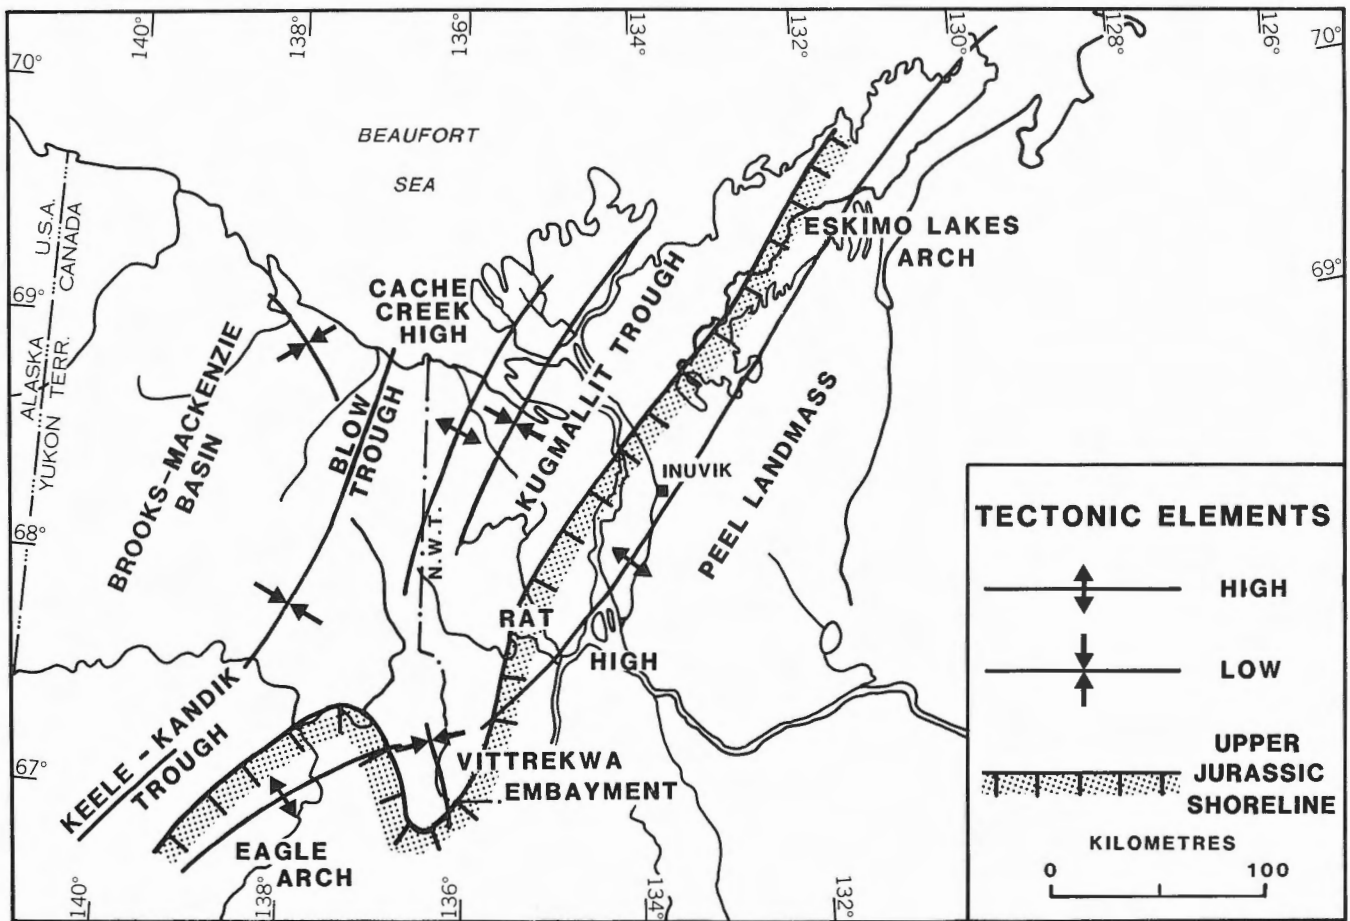 140°
138°
136°
134°
132°
130°
128°
126°
70°
70°
BEAUFORT
SEA
U.S.A.
CANADA
ALASKA
YUKON TERR.
69°
69°
68°
67°
CACHE
CREEK
HIGH
ESKIMO LAKES
ARCH
KUGMALLIT TROUGH
BROOKS-MACKENZIE
BASIN
BLOW
TROUGH
N.W.T.
INUVIK
PEEL LANDMASS
RAT
HIGH
KEELE-KANDIK
TROUGH
VITTREKWA
EMBAYMENT
EAGLE
ARCH
140°
138°
136°
134°
132°
TECTONIC ELEMENTS
HIGH
LOW
UPPER
JURASSIC
SHORELINE
KILOMETRES
0 100